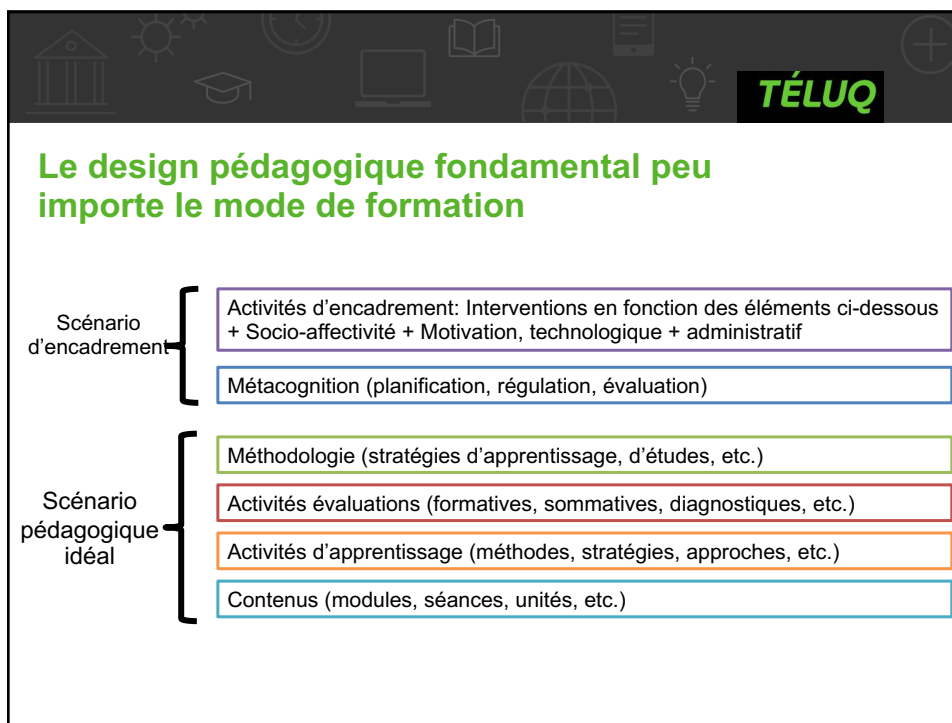 TÉLUQ
Le design pédagogique fondamental peu
importe le mode de formation
Scénario
d’encadrement
Activités d’encadrement: Interventions en fonction des éléments ci-dessous
+ Socio-affectivité + Motivation, technologique + administratif
Métacognition (planification, régulation, évaluation)
Scénario
pédagogique
idéal
Méthodologie (stratégies d’apprentissage, d’études, etc.)
Activités évaluations (formatives, sommatives, diagnostiques, etc.)
Activités d’apprentissage (méthodes, stratégies, approches, etc.)
Contenus (modules, séances, unités, etc.)